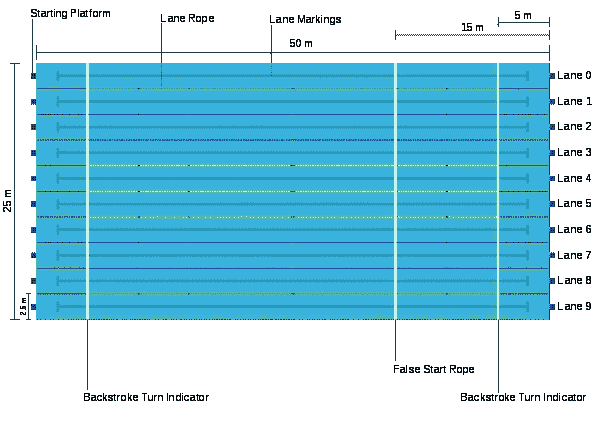 Starting Platform
Lane Rope
Lane Markings
5 m
15 m
50 m
25 m
2.5 m
Lane 0
Lane 1
Lane 2
Lane 3
Lane 4
Lane 5
Lane 6
Lane 7
Lane 8
Lane 9
False Start Rope
Backstroke Turn Indicator
Backstroke Turn Indicator